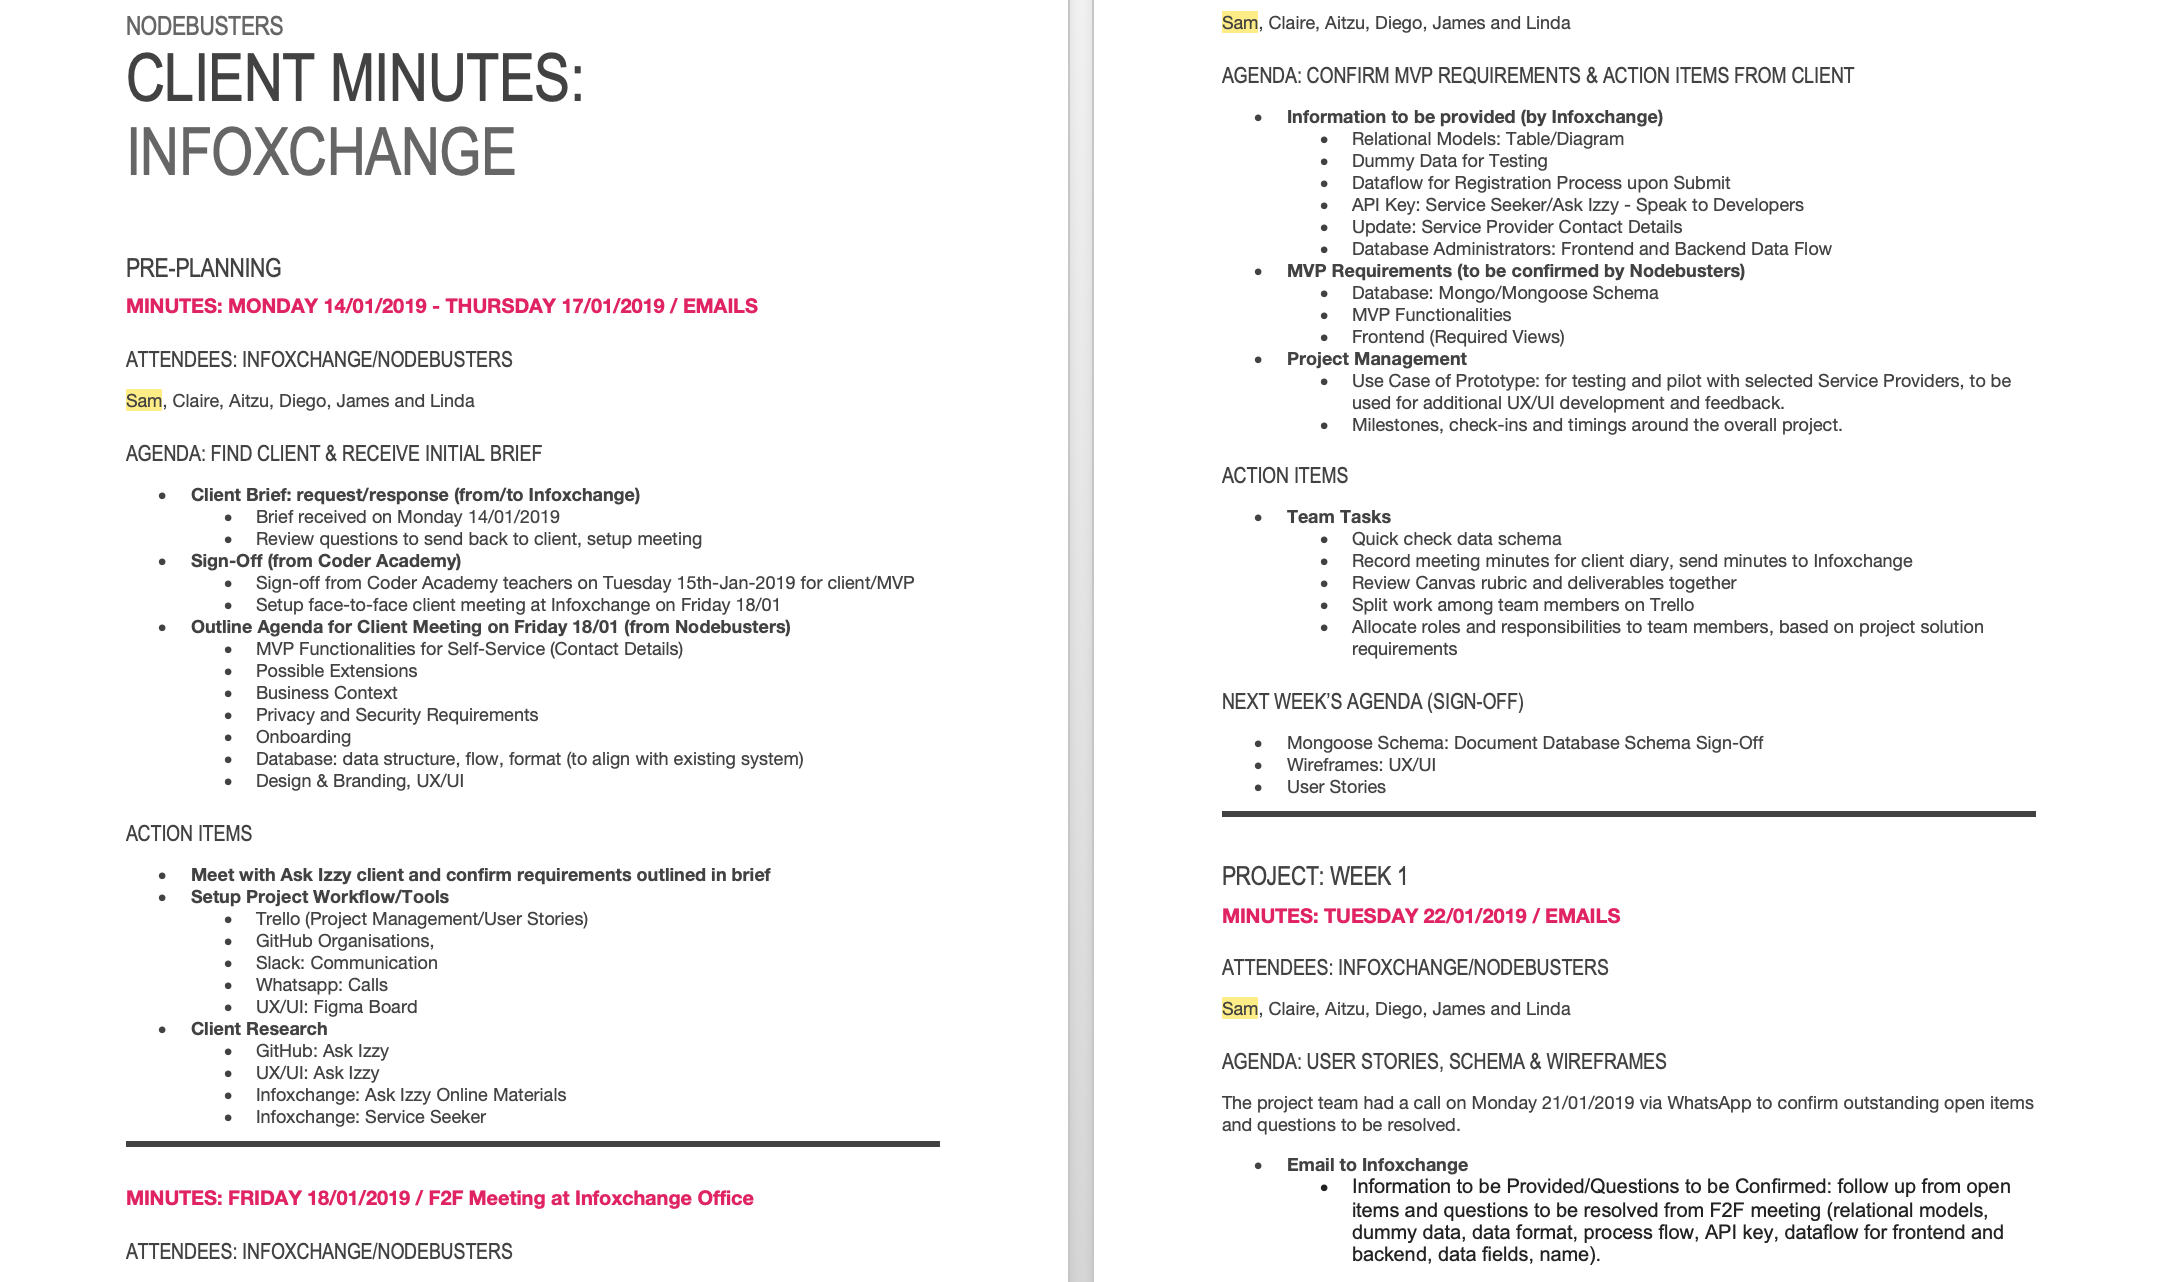 NODEBUSTERS
CLIENT MINUTES:
INFOXCHANGE
PRE-PLANNING
MINUTES: MONDAY 14/01/2019 - THURSDAY 17/01/2019 / EMAILS
ATTENDEES: INFOXCHANGE/NODEBUSTERS
Sam, Claire, Aitzu, Diego, James and Linda
AGENDA: FIND CLIENT & RECEIVE INITIAL BRIEF
• Client Brief: request/response (from/to Infoxchange)
• Brief received on Monday 14/01/2019
• Review questions to send back to client, setup meeting
• Sign-Off (from Coder Academy)
• Sign-off from Coder Academy teachers on Tuesday 15th-Jan-2019 for client/MVP
• Setup face-to-face client meeting at Infoxchange on Friday 18/01
• Outline Agenda for Client Meeting on Friday 18/01 (from Nodebusters)
• MVP Functionalities for Self-Service (Contact Details)
• Possible Extensions
• Business Context
• Privacy and Security Requirements
• Onboarding
• Database: data structure, flow, format (to align with existing system)
• Design & Branding, UX/UI
ACTION ITEMS
• Meet with Ask Izzy client and confirm requirements outlined in brief
• Setup Project Workflow/Tools
• Trello (Project Management/User Stories)
• GitHub Organisations,
• Slack: Communication
• Whatsapp: Calls
• UX/UI: Figma Board
• Client Research
• GitHub: Ask Izzy
• UX/UI: Ask Izzy
• Infoxchange: Ask Izzy Online Materials
• Infoxchange: Service Seeker
MINUTES: FRIDAY 18/01/2019 / F2F Meeting at Infoxchange Office
ATTENDEES: INFOXCHANGE/NODEBUSTERS
Sam, Claire, Aitzu, Diego, James and Linda
AGENDA: CONFIRM MVP REQUIREMENTS & ACTION ITEMS FROM CLIENT
• Information to be provided (by Infoxchange)
• Relational Models: Table/Diagram
• Dummy Data for Testing
• Dataflow for Registration Process upon Submit
• API Key: Service Seeker/Ask Izzy - Speak to Developers
• Update: Service Provider Contact Details
• Database Administrators: Frontend and Backend Data Flow
• MVP Requirements (to be confirmed by Nodebusters)
• Database: Mongo/Mongoose Schema
• MVP Functionalities
• Frontend (Required Views)
• Project Management
• Use Case of Prototype: for testing and pilot with selected Service Providers, to be
used for additional UX/UI development and feedback.
• Milestones, check-ins and timings around the overall project.
ACTION ITEMS
• Team Tasks
• Quick check data schema
• Record meeting minutes for client diary, send minutes to Infoxchange
• Review Canvas rubric and deliverables together
• Split work among team members on Trello
• Allocate roles and responsibilities to team members, based on project solution
requirements
NEXT WEEK'S AGENDA (SIGN-OFF)
• Mongoose Schema: Document Database Schema Sign-Off
• Wireframes: UX/UI
• User Stories
PROJECT: WEEK 1
MINUTES: TUESDAY 22/01/2019 / EMAILS
ATTENDEES: INFOXCHANGE/NODEBUSTERS
Sam, Claire, Aitzu, Diego, James and Linda
AGENDA: USER STORIES, SCHEMA & WIREFRAMES
The project team had a call on Monday 21/01/2019 via WhatsApp to confirm outstanding open items
and questions to be resolved.
• Email to Infoxchange
• Information to be Provided/Questions to be Confirmed: follow up from open
items and questions to be resolved from F2F meeting (relational models,
dummy data, data format, process flow, API key, dataflow for frontend and
backend, data fields, name).